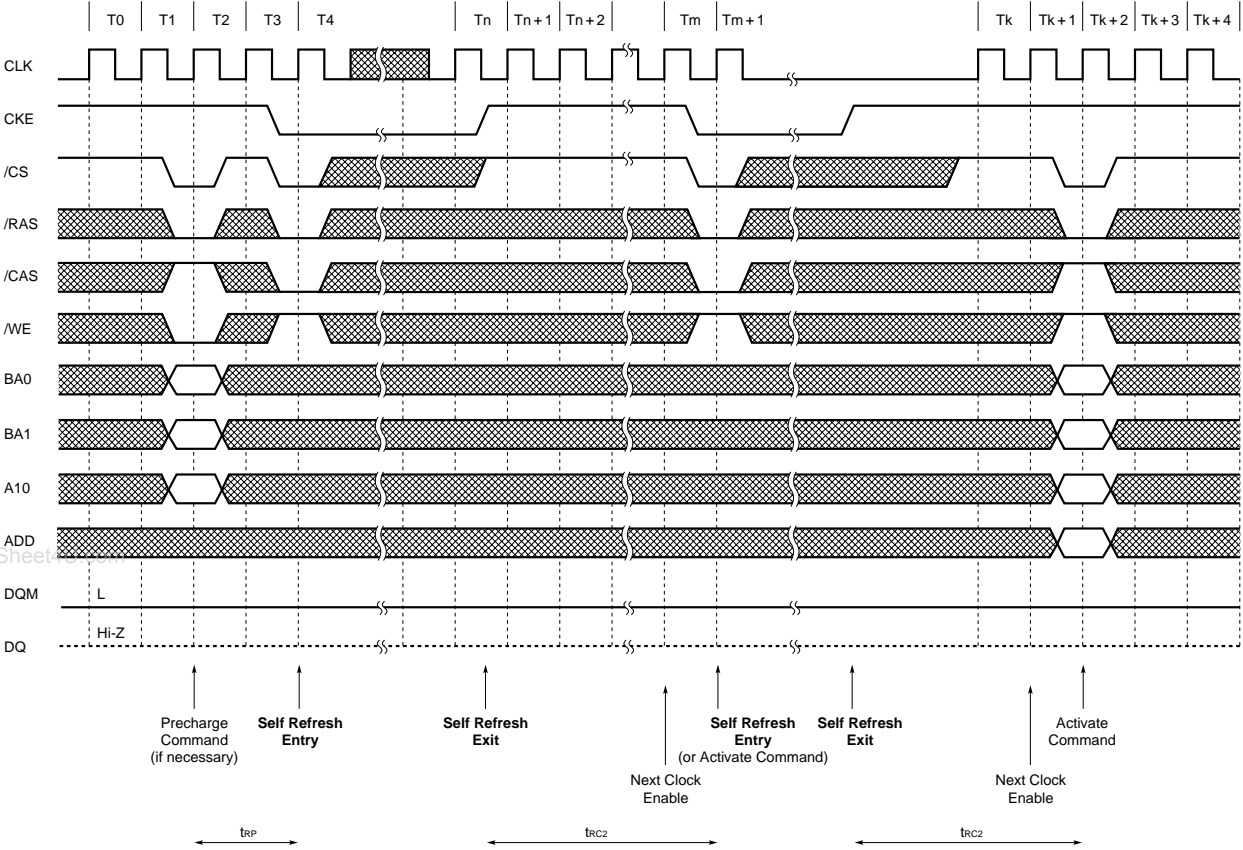 T0 T1 T2 T3 T4 Tn Tn + 1 Tn + 2 Tm Tm + 1 Tk Tk + 1 Tk + 2 Tk + 3 Tk + 4
CLK
CKE
/CS
/RAS
/CAS
/WE
BA0
BA1
A10
ADD
DQM L
DQ Hi-Z
Precharge
Command
(if necessary)
Self Refresh
Entry
Self Refresh
Exit
Next Clock
Enable
Self Refresh
Entry
(or Activate Command)
Self Refresh
Exit
Next Clock
Enable
Activate
Command
tRP tRC2 tRC2